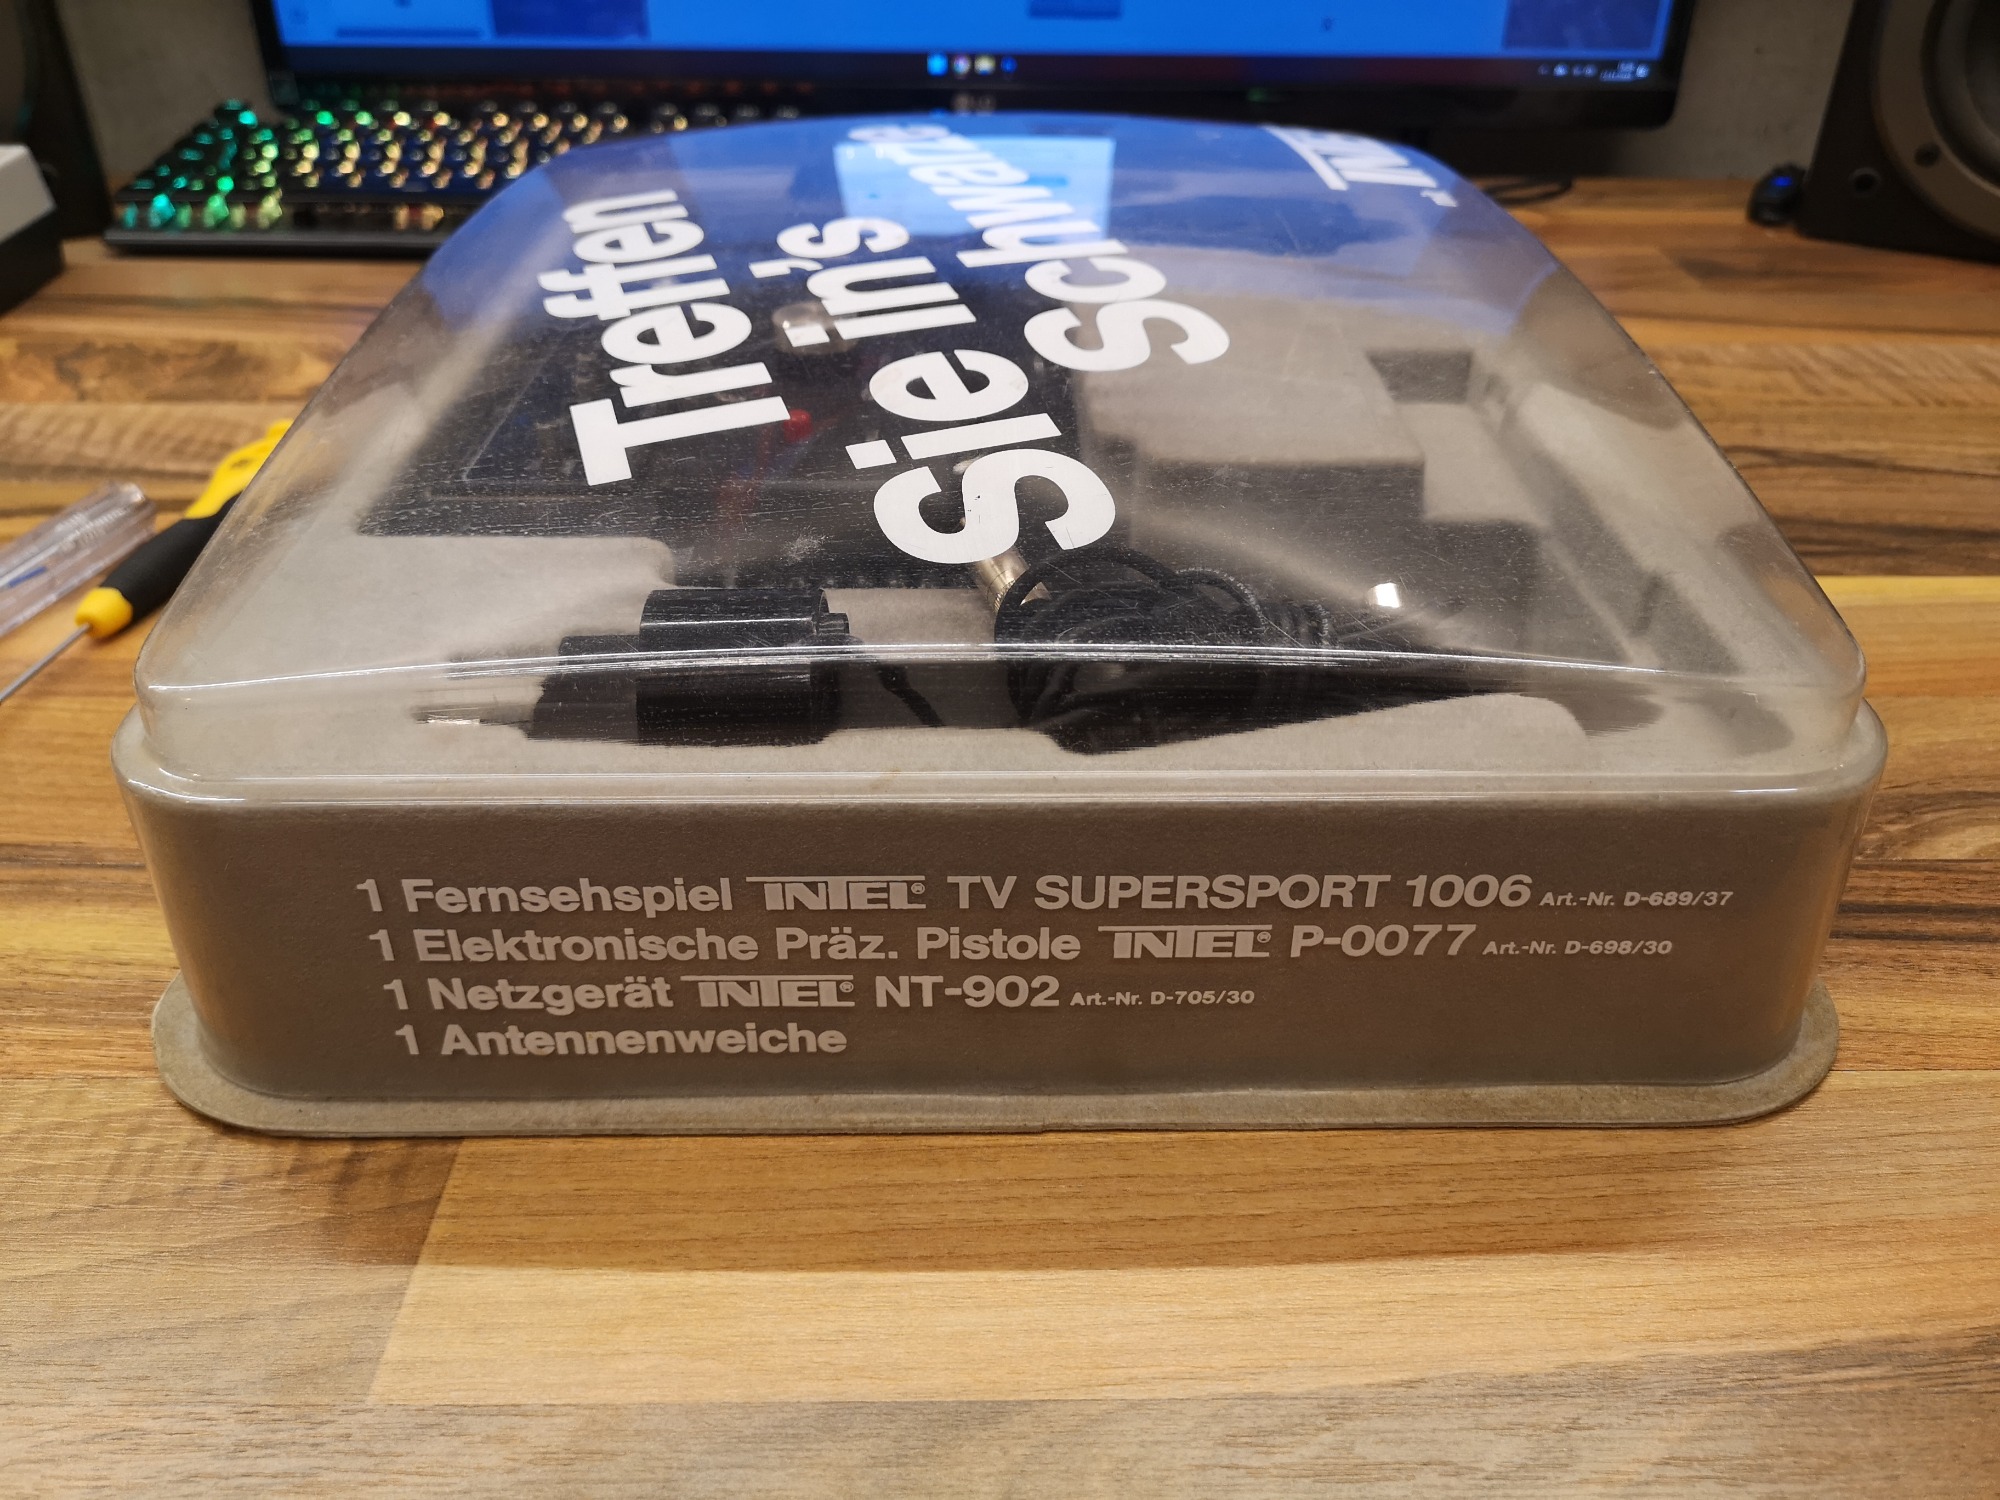 Treffen
Sie in's
Schwarze
1 Fernsehspiel INTEL® TV SUPERSPORT 1006 Art.-Nr. D-689/37
1 Elektronische Präz. Pistole INTEL® P-0077 Art.-Nr. D-698/30
1 Netzgerät INTEL® NT-902 Art.-Nr. D-705/30
1 Antennenweiche
LG